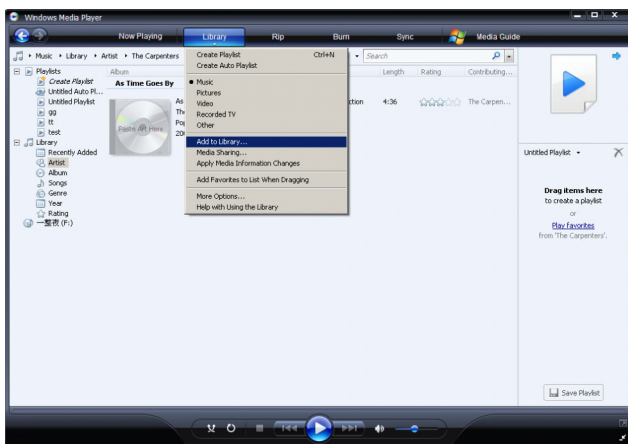 Windows Media Player
Now Playing
Library
Rip
Burn
Sync
Media Guide
Music
Library
Artist
The Carpenters
Search
Playlists
Create Playlist
Untitled Auto Pl...
Untitled Playlist
gg
tt
test
Library
Recently Added
Artist
Album
Songs
Genre
Year
Rating
一整夜 (F:)
Album
As Time Goes By
Paste Art Here
As
Pop
20
Create Playlist Ctrl+N
Create Auto Playlist
Music
Pictures
Video
Recorded TV
Other
Add to Library...
Media Sharing...
Apply Media Information Changes
Add Favorites to List When Dragging
More Options...
Help with Using the Library
Length
Rating
Contributing...
ction
4:36
The Carpen...
Untitled Playlist
Drag items here
to create a playlist
or
Play favorites
from 'The Carpenters'.
Save Playlist